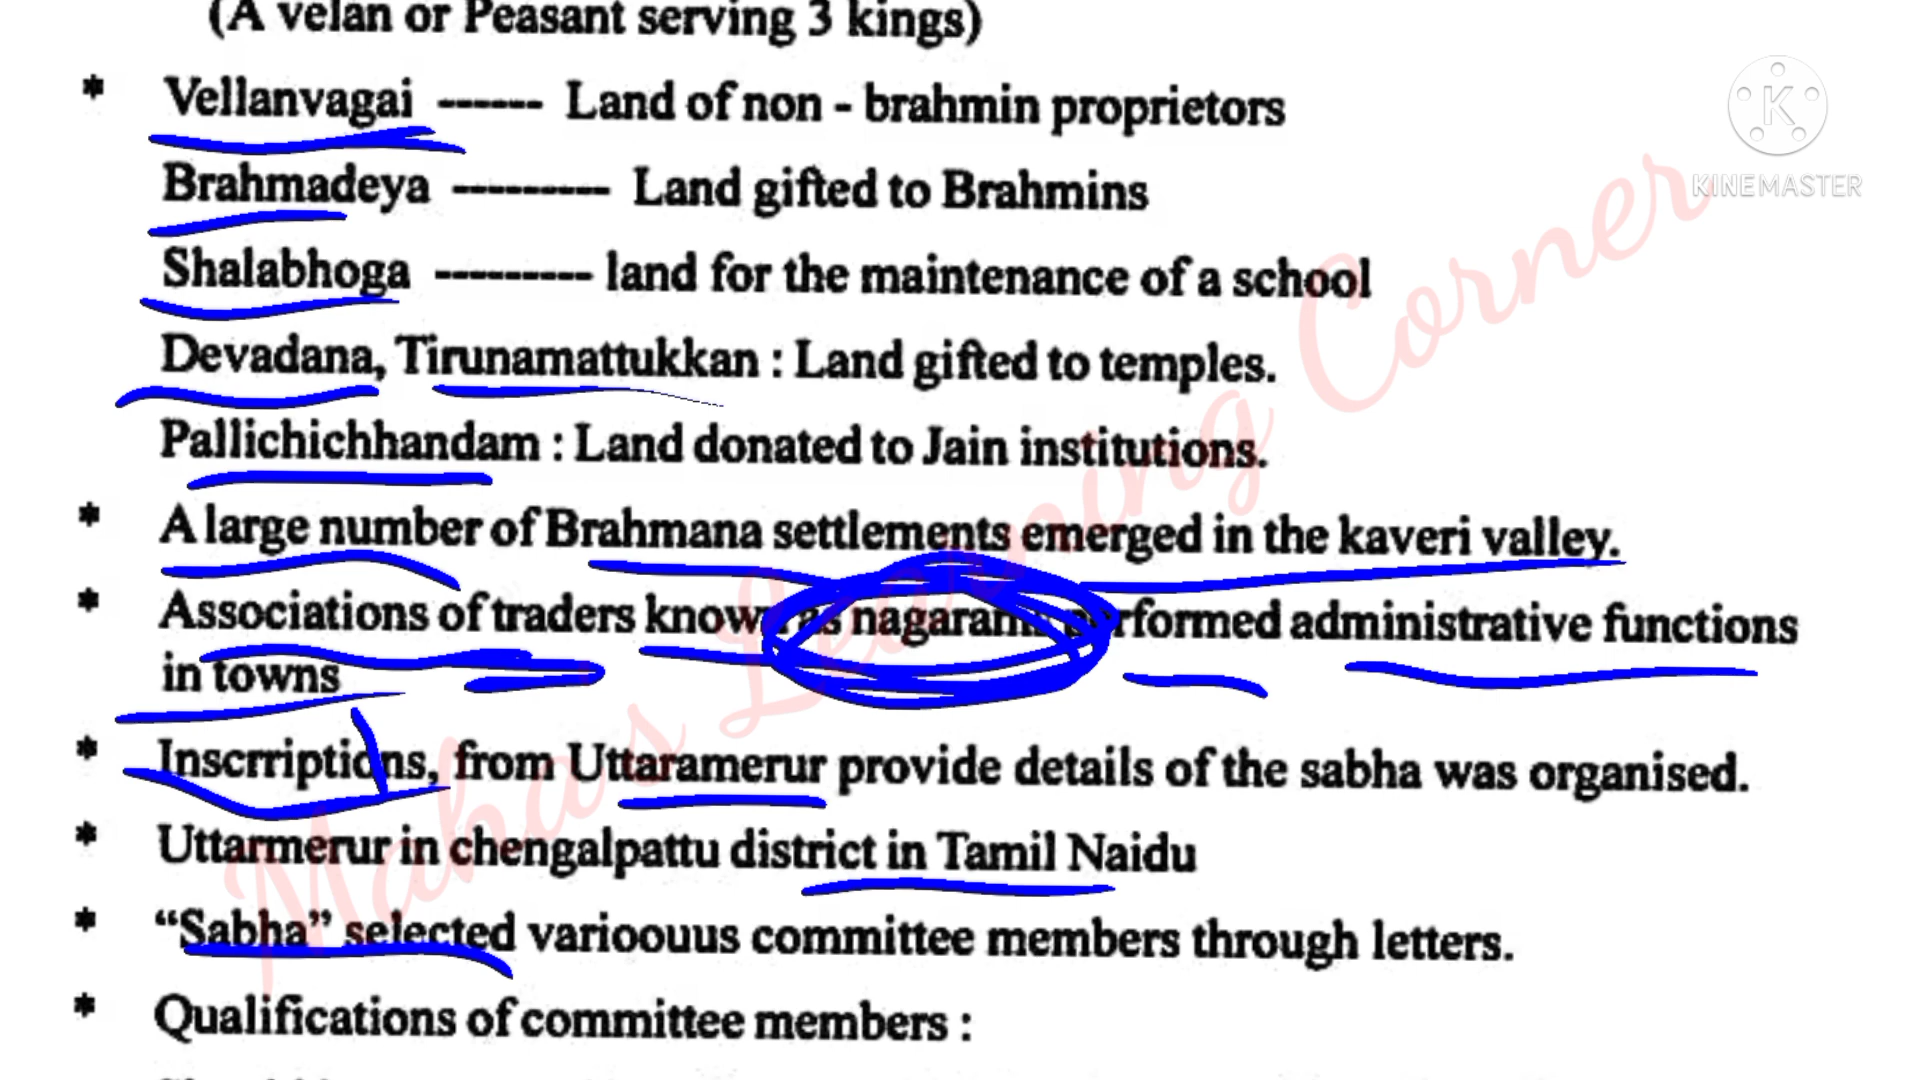 (A velan or Peasant serving 3 kings)
* Vellanvagai ------ Land of non - brahmin proprietors
K
KINEMASTER
Brahmadeya --------- Land gifted to Brahmins
Shalabhoga --------- land for the maintenance of a school
Devadana, Tirunamattukkan : Land gifted to temples.
Pallichichhandam : Land donated to Jain institutions.
* A large number of Brahmana settlements emerged in the kaveri valley.
* Associations of traders known as nagaram performed administrative functions
in towns
* Inscrriptions, from Uttaramerur provide details of the sabha was organised.
* Uttarmerur in chengalpattu district in Tamil Naidu
* “Sabha” selected varioouus committee members through letters.
* Qualifications of committee members :
Mahas Learning Corner